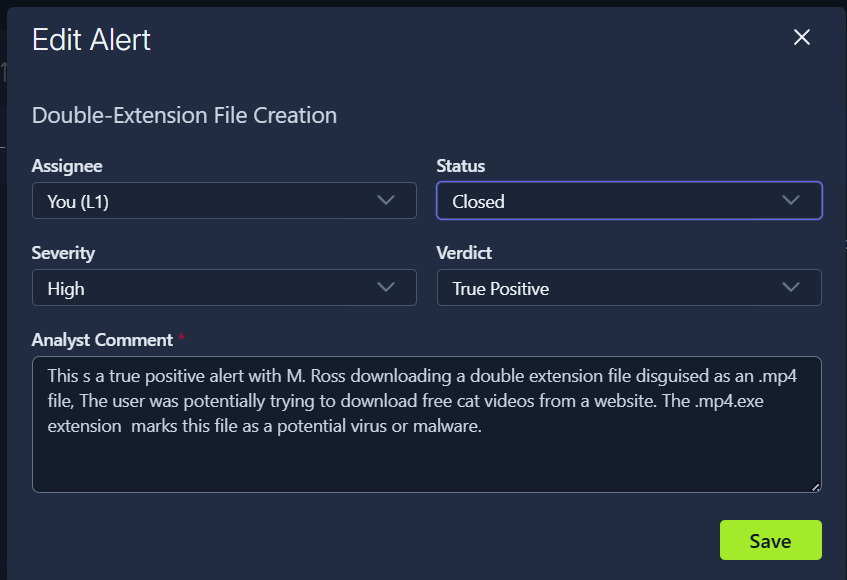 Edit Alert
Double-Extension File Creation
Assignee
Status
You (L1)
Closed
Severity
Verdict
High
True Positive
Analyst Comment *
This s a true positive alert with M. Ross downloading a double extension file disguised as an .mp4
file, The user was potentially trying to download free cat videos from a website. The .mp4.exe
extension  marks this file as a potential virus or malware.
Save